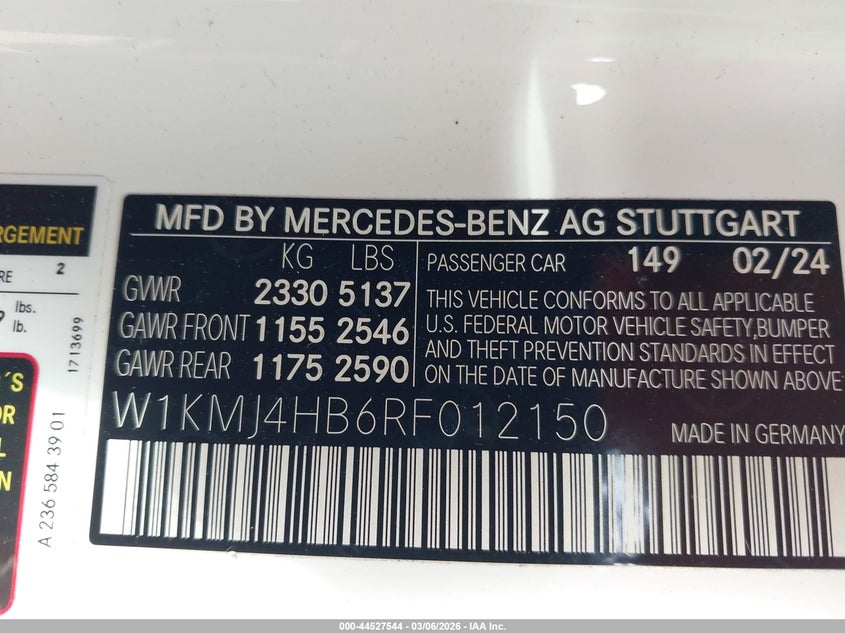 MFD BY MERCEDES-BENZ AG STUTTGART
KG LBS
GVWR 2330 5137
GAWR FRONT 1155 2546
GAWR REAR 1175 2590
PASSENGER CAR 149 02/24
THIS VEHICLE CONFORMS TO ALL APPLICABLE
U.S. FEDERAL MOTOR VEHICLE SAFETY,BUMPER
AND THEFT PREVENTION STANDARDS IN EFFECT
ON THE DATE OF MANUFACTURE SHOWN ABOVE
W1KMJ4HB6RF012150
MADE IN GERMANY
RGEMENT
RE 2
9 lbs.
lb.
1713699
A 236 584 39 01
'S
OR
L
N
000-44527544 - 03/06/2026 - IAA Inc.